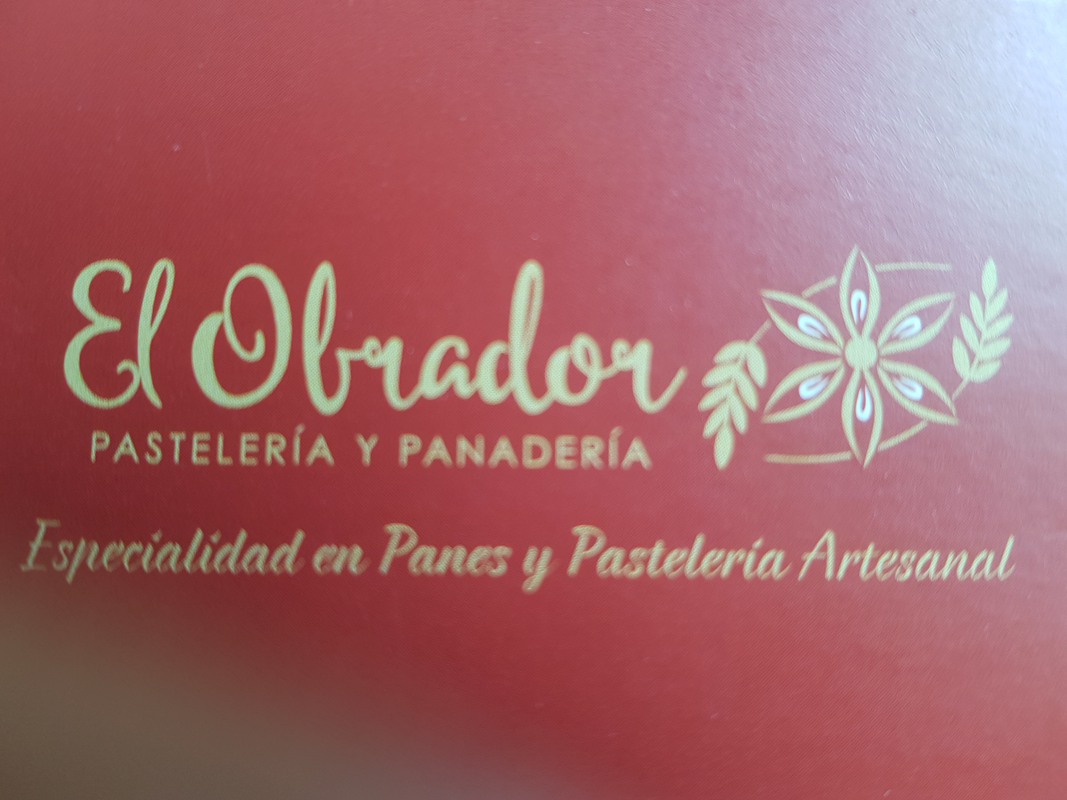 El Obrador
PASTELERÍA Y PANADERÍA
Especialidad en Panes y Pastelería Artesanal